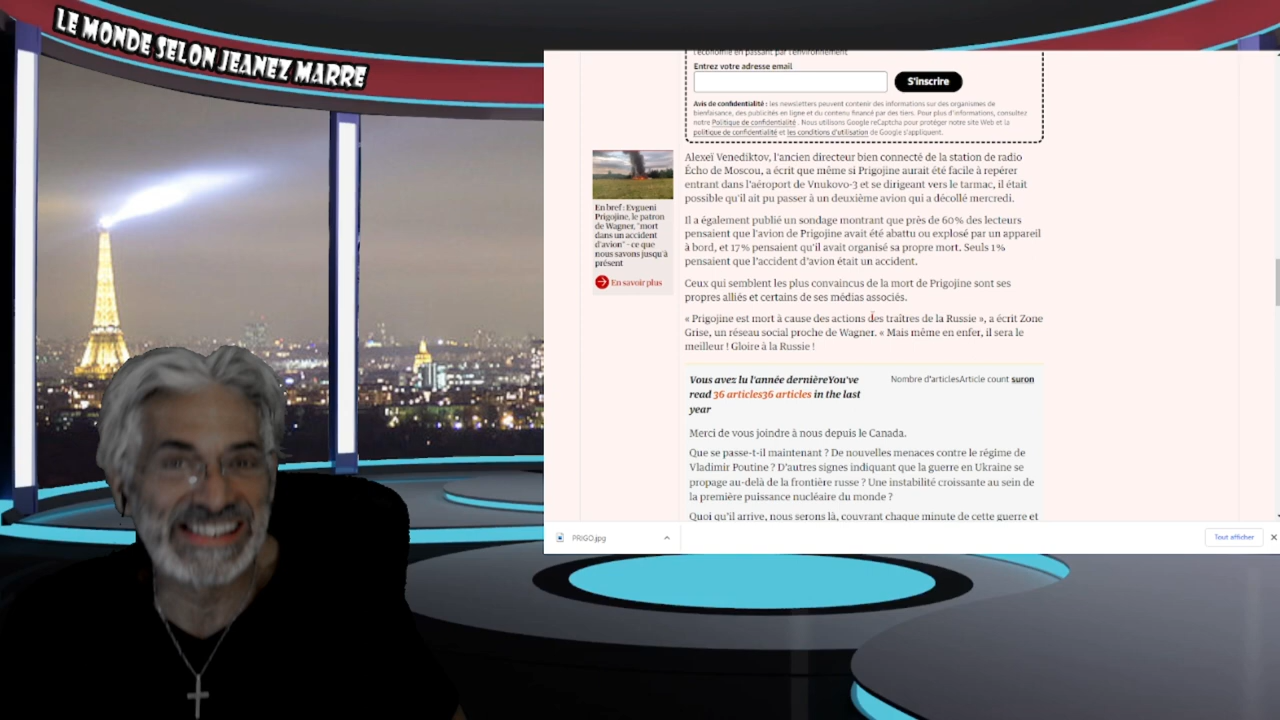 LE MONDE SELON JEANEZ MARRE
l'économie en passant par l'environnement
Entrez votre adresse email
S'inscrire
Avis de confidentialité : les newsletters peuvent contenir des informations sur des organismes de
bienfaisance, des publicités en ligne et du contenu financé par des tiers. Pour plus d'informations, consultez
notre Politique de confidentialité . Nous utilisons Google reCaptcha pour protéger notre site Web et la
politique de confidentialité et les conditions d'utilisation de Google s'appliquent.
En bref : Evgueni
Prigojine, le patron
de Wagner, "mort
dans un accident
d'avion" - ce que
nous savons jusqu'à
présent
En savoir plus
Alexeï Venediktov, l'ancien directeur bien connecté de la station de radio
Écho de Moscou, a écrit que même si Prigojine aurait été facile à repérer
entrant dans l'aéroport de Vnukovo-3 et se dirigeant vers le tarmac, il était
possible qu'il ait pu passer à un deuxième avion qui a décollé mercredi.
Il a également publié un sondage montrant que près de 60% des lecteurs
pensaient que l'avion de Prigojine avait été abattu ou explosé par un appareil
à bord, et 17% pensaient qu'il avait organisé sa propre mort. Seuls 1%
pensaient que l'accident d'avion était un accident.
Ceux qui semblent les plus convaincus de la mort de Prigojine sont ses
propres alliés et certains de ses médias associés.
« Prigojine est mort à cause des actions des traîtres de la Russie », a écrit Zone
Grise, un réseau social proche de Wagner. « Mais même en enfer, il sera le
meilleur ! Gloire à la Russie !
Vous avez lu l'année dernièreYou've
read 36 articles36 articles in the last
year
Nombre d'articlesArticle count suron
Merci de vous joindre à nous depuis le Canada.
Que se passe-t-il maintenant ? De nouvelles menaces contre le régime de
Vladimir Poutine ? D'autres signes indiquant que la guerre en Ukraine se
propage au-delà de la frontière russe ? Une instabilité croissante au sein de
la première puissance nucléaire du monde ?
Quoi qu'il arrive, nous serons là, couvrant chaque minute de cette guerre et
PRIGO.jpg
Tout afficher